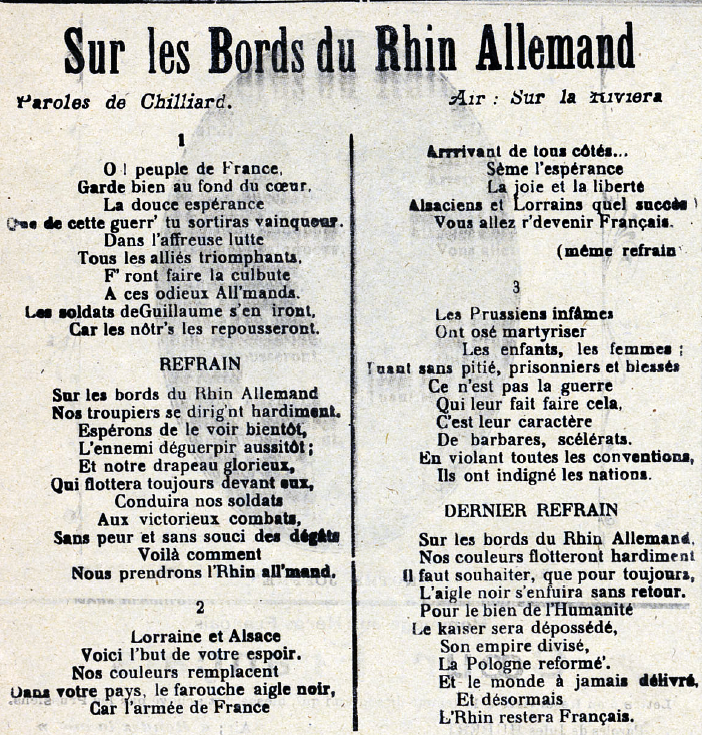 Sur les Bords du Rhin Allemand
Paroles de Chilliard.
Air : Sur la Riviera
1
O ! peuple de France,
Garde bien au fond du cœur,
La douce espérance
Que de cette guerr' tu sortiras vainqueur.
Dans l'affreuse lutte
Tous les alliés triomphants,
F' ront faire la culbute
A ces odieux All'mands.
Les soldats deGuillaume s'en iront,
Car les nôtr's les repousseront.
REFRAIN
Sur les bords du Rhin Allemand
Nos troupiers se dirig'nt hardiment.
Espérons de le voir bientôt,
L'ennemi déguerpir aussitôt ;
Et notre drapeau glorieux,
Qui flottera toujours devant eux,
Conduira nos soldats
Aux victorieux combats,
Sans peur et sans souci des dégâts
Voilà comment
Nous prendrons l'Rhin all'mand.
2
Lorraine et Alsace
Voici l'but de votre espoir.
Nos couleurs remplacent
Dans votre pays, le farouche aigle noir,
Car l'armée de France
Arrrivant de tous côtés...
Sème l'espérance
La joie et la liberté
Alsaciens et Lorrains quel succès !
Vous allez r'devenir Français.
(même refrain
3
Les Prussiens infâmes
Ont osé martyriser
Les enfants, les femmes ;
Tuant sans pitié, prisonniers et blessés
Ce n'est pas la guerre
Qui leur fait faire cela,
C'est leur caractère
De barbares, scélérats.
En violant toutes les conventions,
Ils ont indigné les nations.
DERNIER REFRAIN
Sur les bords du Rhin Allemand,
Nos couleurs flotteront hardiment
Il faut souhaiter, que pour toujours,
L'aigle noir s'enfuira sans retour.
Pour le bien de l'Humanité
Le kaiser sera dépossédé,
Son empire divisé,
La Pologne reformé'.
Et le monde à jamais délivré,
Et désormais
L'Rhin restera Français.